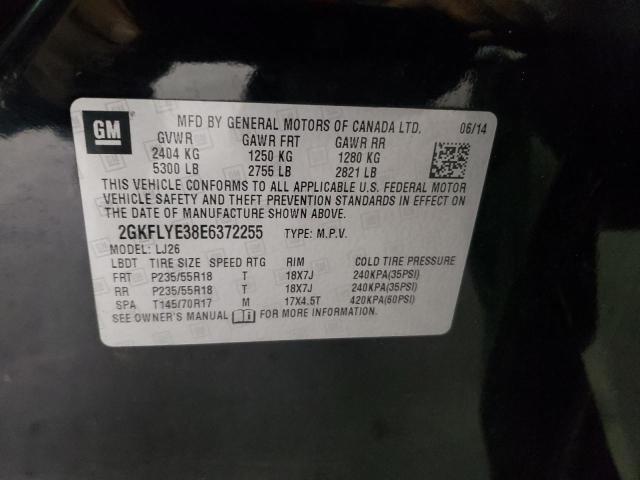 GM
MFD BY GENERAL MOTORS OF CANADA LTD. 06/14
GVWR GAWR FRT GAWR RR
2404 KG 1250 KG 1280 KG
5300 LB 2755 LB 2821 LB
THIS VEHICLE CONFORMS TO ALL APPLICABLE U.S. FEDERAL MOTOR
VEHICLE SAFETY AND THEFT PREVENTION STANDARDS IN EFFECT ON
THE DATE OF MANUFACTURE SHOWN ABOVE.
2GKFLYE38E6372255 TYPE: M.P.V.
MODEL: LJ26
LBDT TIRE SIZE SPEED RTG RIM COLD TIRE PRESSURE
FRT P235/55R18 T 18X7J 240KPA(35PSI)
RR P235/55R18 T 18X7J 240KPA(35PSI)
SPA T145/70R17 M 17X4.5T 420KPA(60PSI)
SEE OWNER'S MANUAL FOR MORE INFORMATION.